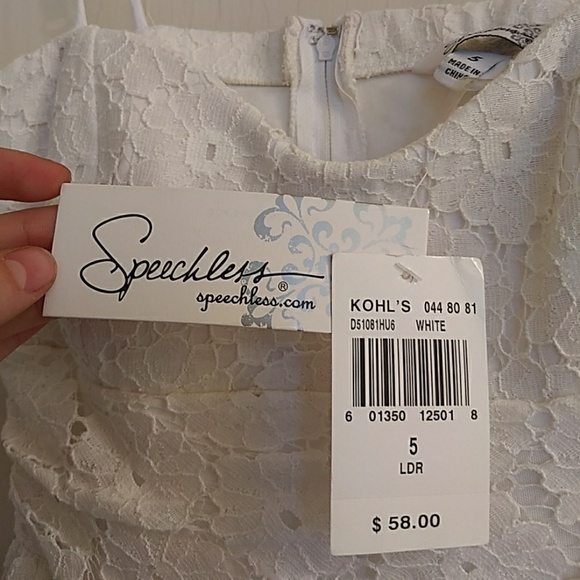 5
MADE IN
CHINA
Speechless®
speechless.com
KOHL'S 044 80 81
D51081HU6 WHITE
6 01350 12501 8
5
LDR
$ 58.00